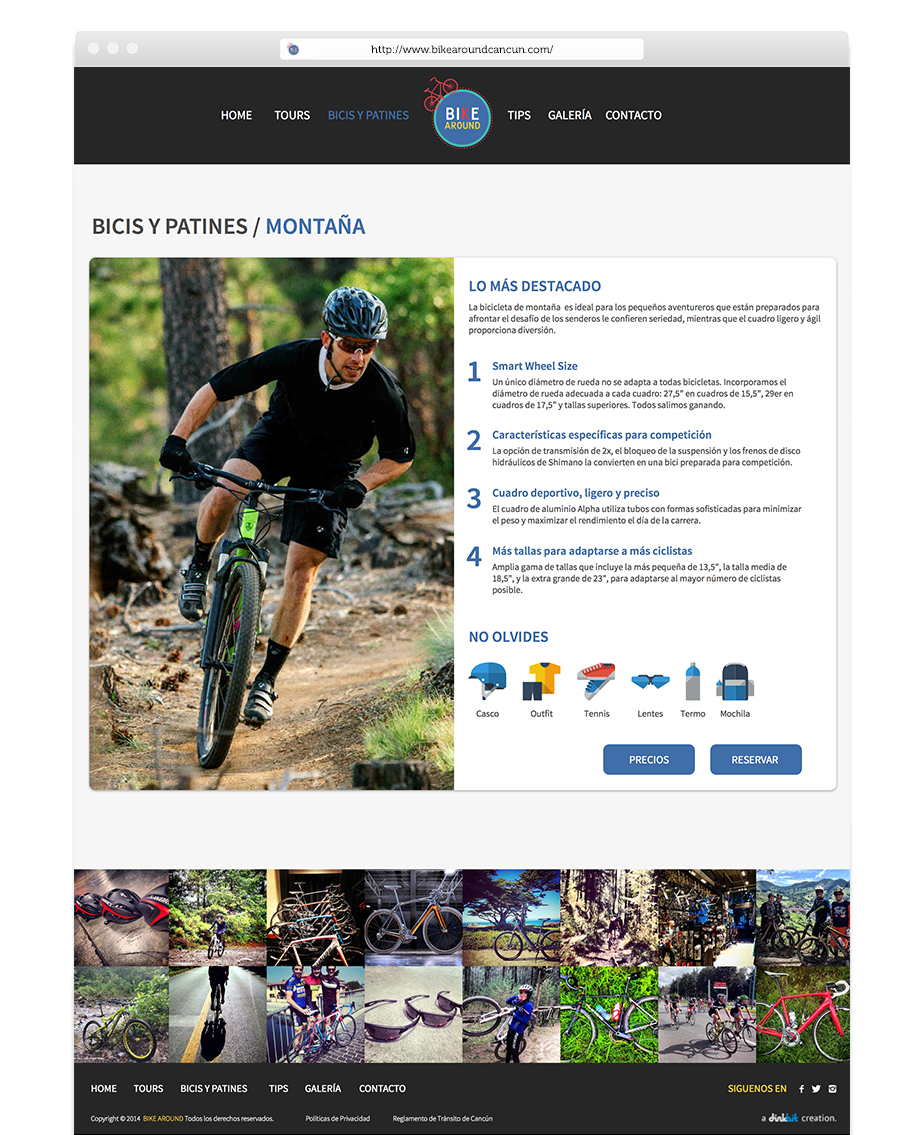 http://www.bikearoundcancun.com/
HOME TOURS BICIS Y PATINES BIKE AROUND TIPS GALERÍA CONTACTO
BICIS Y PATINES / MONTAÑA
LO MÁS DESTACADO
La bicicleta de montaña es ideal para los pequeños aventureros que están preparados para
afrontar el desafío de los senderos le confieren seriedad, mientras que el cuadro ligero y ágil
proporciona diversión.
1 Smart Wheel Size
Un único diámetro de rueda no se adapta a todas bicicletas. Incorporamos el
diámetro de rueda adecuada a cada cuadro: 27,5" en cuadros de 15,5", 29er en
cuadros de 17,5" y tallas superiores. Todos salimos ganando.
2 Características específicas para competición
La opción de transmisión de 2x, el bloqueo de la suspensión y los frenos de disco
hidráulicos de Shimano la convierten en una bici preparada para competición.
3 Cuadro deportivo, ligero y preciso
El cuadro de aluminio Alpha utiliza tubos con formas sofisticadas para minimizar
el peso y maximizar el rendimiento el día de la carrera.
4 Más tallas para adaptarse a más ciclistas
Amplia gama de tallas que incluye la más pequeña de 13,5", la talla media de
18,5", y la extra grande de 23", para adaptarse al mayor número de ciclistas
posible.
NO OLVIDES
Casco Outfit Tennis Lentes Termo Mochila
PRECIOS RESERVAR
HOME TOURS BICIS Y PATINES TIPS GALERÍA CONTACTO SIGUENOS EN
Copyright © 2014 BIKE AROUND Todos los derechos reservados. Políticas de Privacidad Reglamento de Tránsito de Cancún a dinkbit creation.